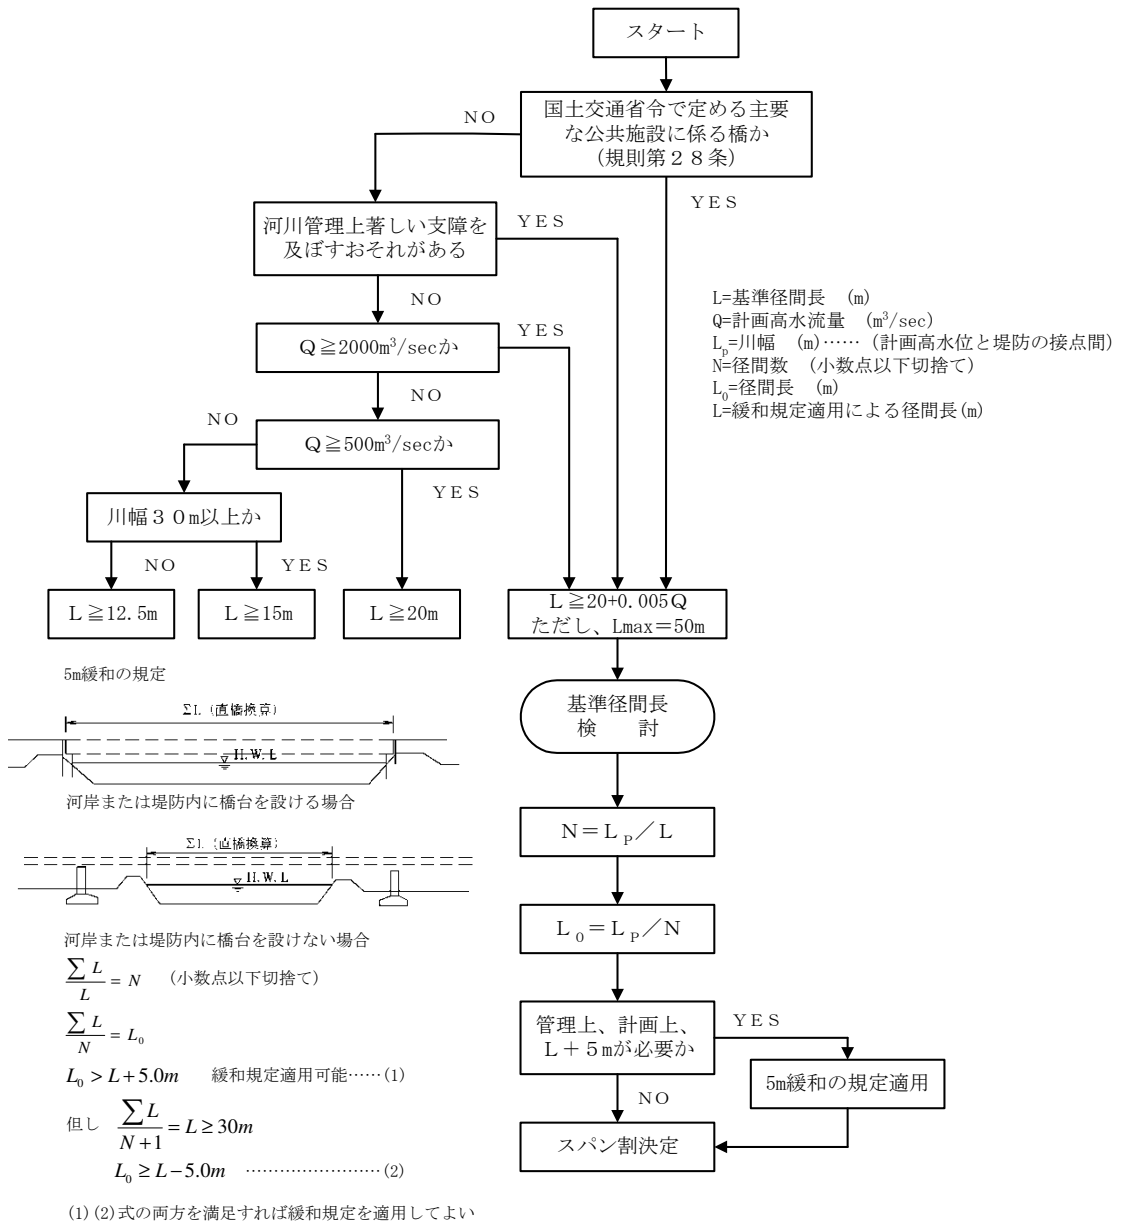 スタート
国土交通省令で定める主要
な公共施設に係る橋か
(規則第２８条)
NO
YES
河川管理上著しい支障を
及ぼすおそれがある
YES
NO
Q≧2000m³/secか
YES
NO
Q≧500m³/secか
NO
YES
川幅３０m以上か
NO
YES
L≧12.5m
L≧15m
L≧20m
L≧20+0.005Q
ただし、Lmax＝50m
L=基準径間長 (m)
Q=計画高水流量 (m³/sec)
Lp=川幅 (m)……(計画高水位と堤防の接点間)
N=径間数 (小数点以下切捨て)
L₀=径間長 (m)
L=緩和規定適用による径間長(m)
基準径間長
検　討
N＝L P／L
L ₀＝L P／N
管理上、計画上、
L＋５mが必要か
YES
NO
5m緩和の規定適用
スパン割決定
5m緩和の規定
ΣL (直橋換算)
H.W.L
河岸または堤防内に橋台を設ける場合
ΣL (直橋換算)
H.W.L
河岸または堤防内に橋台を設けない場合
∑L/L = N (小数点以下切捨て)
∑L/N = L₀
L₀ > L + 5.0m 緩和規定適用可能……(1)
但し ∑L/(N+1) = L ≥ 30m
L₀ ≥ L − 5.0m ……………………(2)
(1)(2)式の両方を満足すれば緩和規定を適用してよい